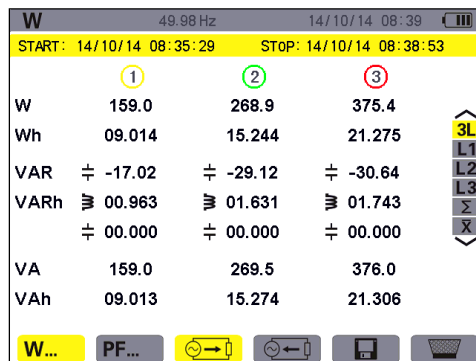 W 49.98 Hz 14/10/14 08:39
START: 14/10/14 08:35:29 STOP: 14/10/14 08:38:53
1 2 3
W 159.0 268.9 375.4
Wh 09.014 15.244 21.275
VAR -17.02 -29.12 -30.64
VARh 00.963 01.631 01.743
00.000 00.000 00.000
VA 159.0 269.5 376.0
VAh 09.013 15.274 21.306
3L
L1
L2
L3
Σ
X̅
W... PF...